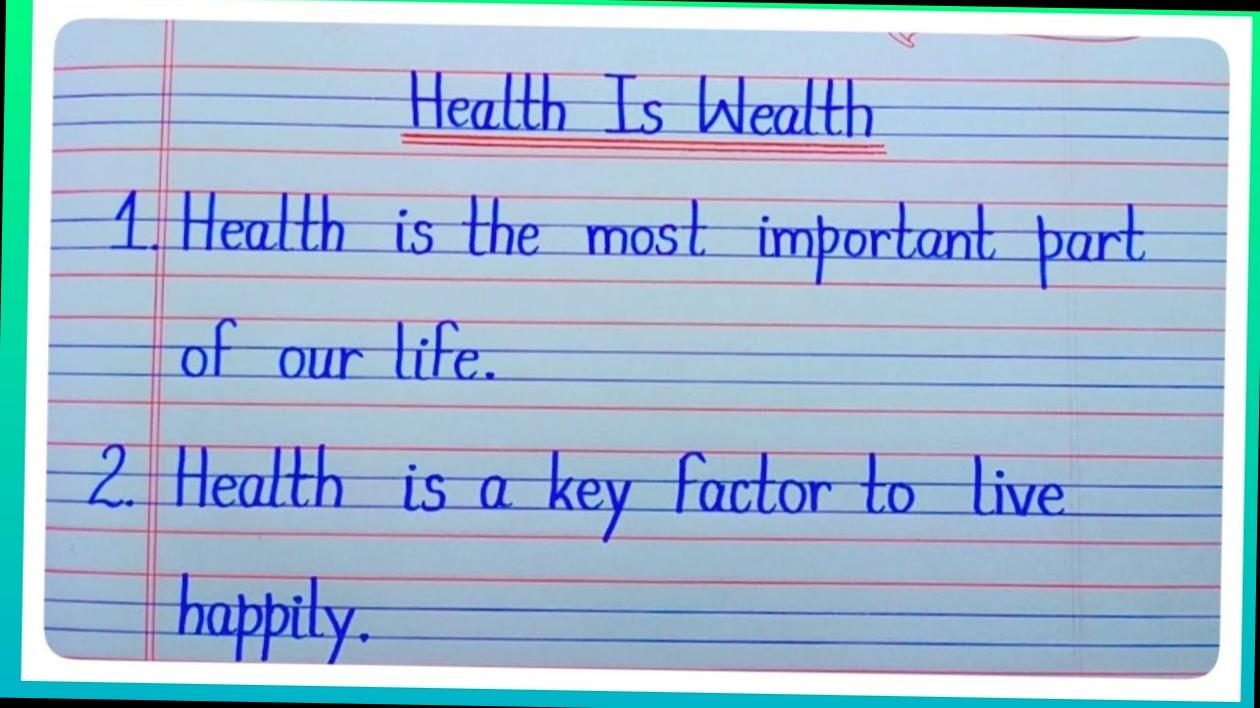 Health Is Wealth
1. Health is the most important part
of our life.
2. Health is a key factor to live
happily.